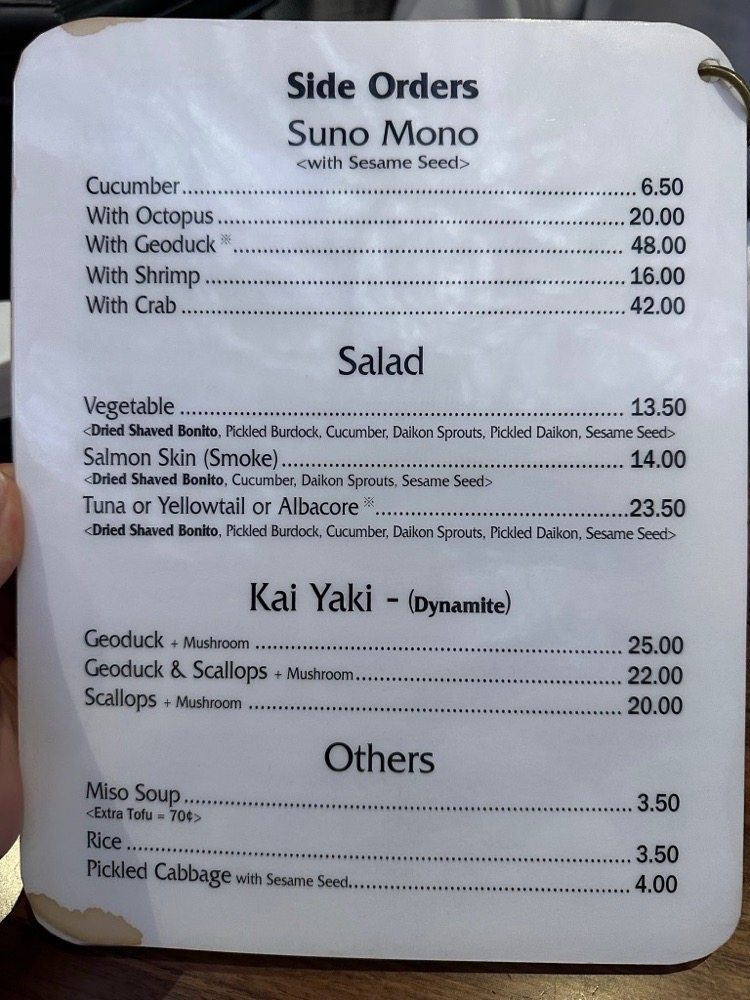 Side Orders
Suno Mono
<with Sesame Seed>
Cucumber........................................................................ 6.50
With Octopus ................................................................ 20.00
With Geoduck ※.............................................................. 48.00
With Shrimp .................................................................. 16.00
With Crab ...................................................................... 42.00
Salad
Vegetable ...................................................................... 13.50
<Dried Shaved Bonito, Pickled Burdock, Cucumber, Daikon Sprouts, Pickled Daikon, Sesame Seed>
Salmon Skin (Smoke)....................................................... 14.00
<Dried Shaved Bonito, Cucumber, Daikon Sprouts, Sesame Seed>
Tuna or Yellowtail or Albacore ※........................................23.50
<Dried Shaved Bonito, Pickled Burdock, Cucumber, Daikon Sprouts, Pickled Daikon, Sesame Seed>
Kai Yaki - (Dynamite)
Geoduck + Mushroom ......................................................... 25.00
Geoduck & Scallops + Mushroom.......................................... 22.00
Scallops + Mushroom .......................................................... 20.00
Others
Miso Soup....................................................................... 3.50
<Extra Tofu = 70¢>
Rice ................................................................................ 3.50
Pickled Cabbage with Sesame Seed........................................... 4.00